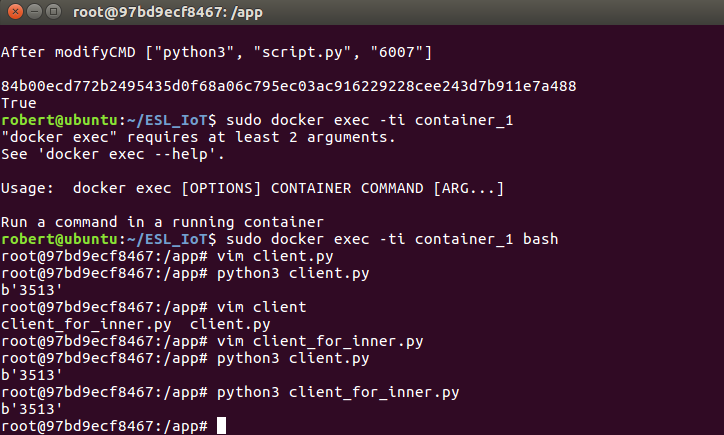 root@97bd9ecf8467: /app
After modifyCMD ["python3", "script.py", "6007"]
84b00ecd772b2495435d0f68a06c795ec03ac916229228cee243d7b911e7a488
True
robert@ubuntu:~/ESL_IoT$ sudo docker exec -ti container_1
"docker exec" requires at least 2 arguments.
See 'docker exec --help'.
Usage:  docker exec [OPTIONS] CONTAINER COMMAND [ARG...]
Run a command in a running container
robert@ubuntu:~/ESL_IoT$ sudo docker exec -ti container_1 bash
root@97bd9ecf8467:/app# vim client.py
root@97bd9ecf8467:/app# python3 client.py
b'3513'
root@97bd9ecf8467:/app# vim client
client_for_inner.py  client.py
root@97bd9ecf8467:/app# vim client_for_inner.py
root@97bd9ecf8467:/app# python3 client.py
b'3513'
root@97bd9ecf8467:/app# python3 client_for_inner.py
b'3513'
root@97bd9ecf8467:/app#